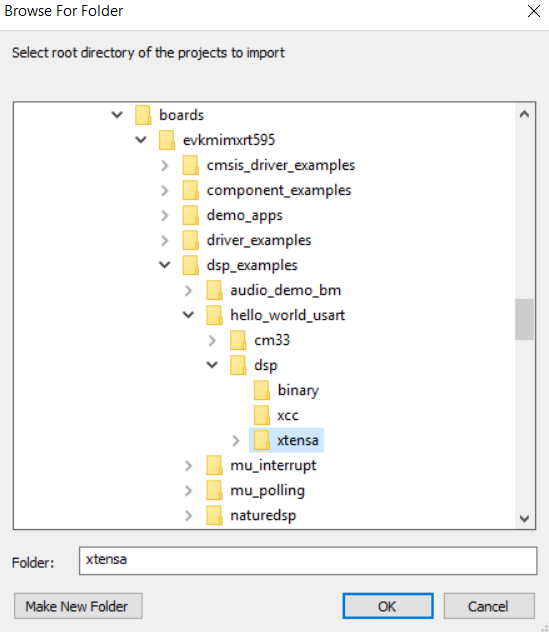 Browse For Folder
Select root directory of the projects to import
boards
evkmimxrt595
cmsis_driver_examples
component_examples
demo_apps
driver_examples
dsp_examples
audio_demo_bm
hello_world_usart
cm33
dsp
binary
xcc
xtensa
mu_interrupt
mu_polling
naturedsp
Folder: xtensa
Make New Folder OK Cancel